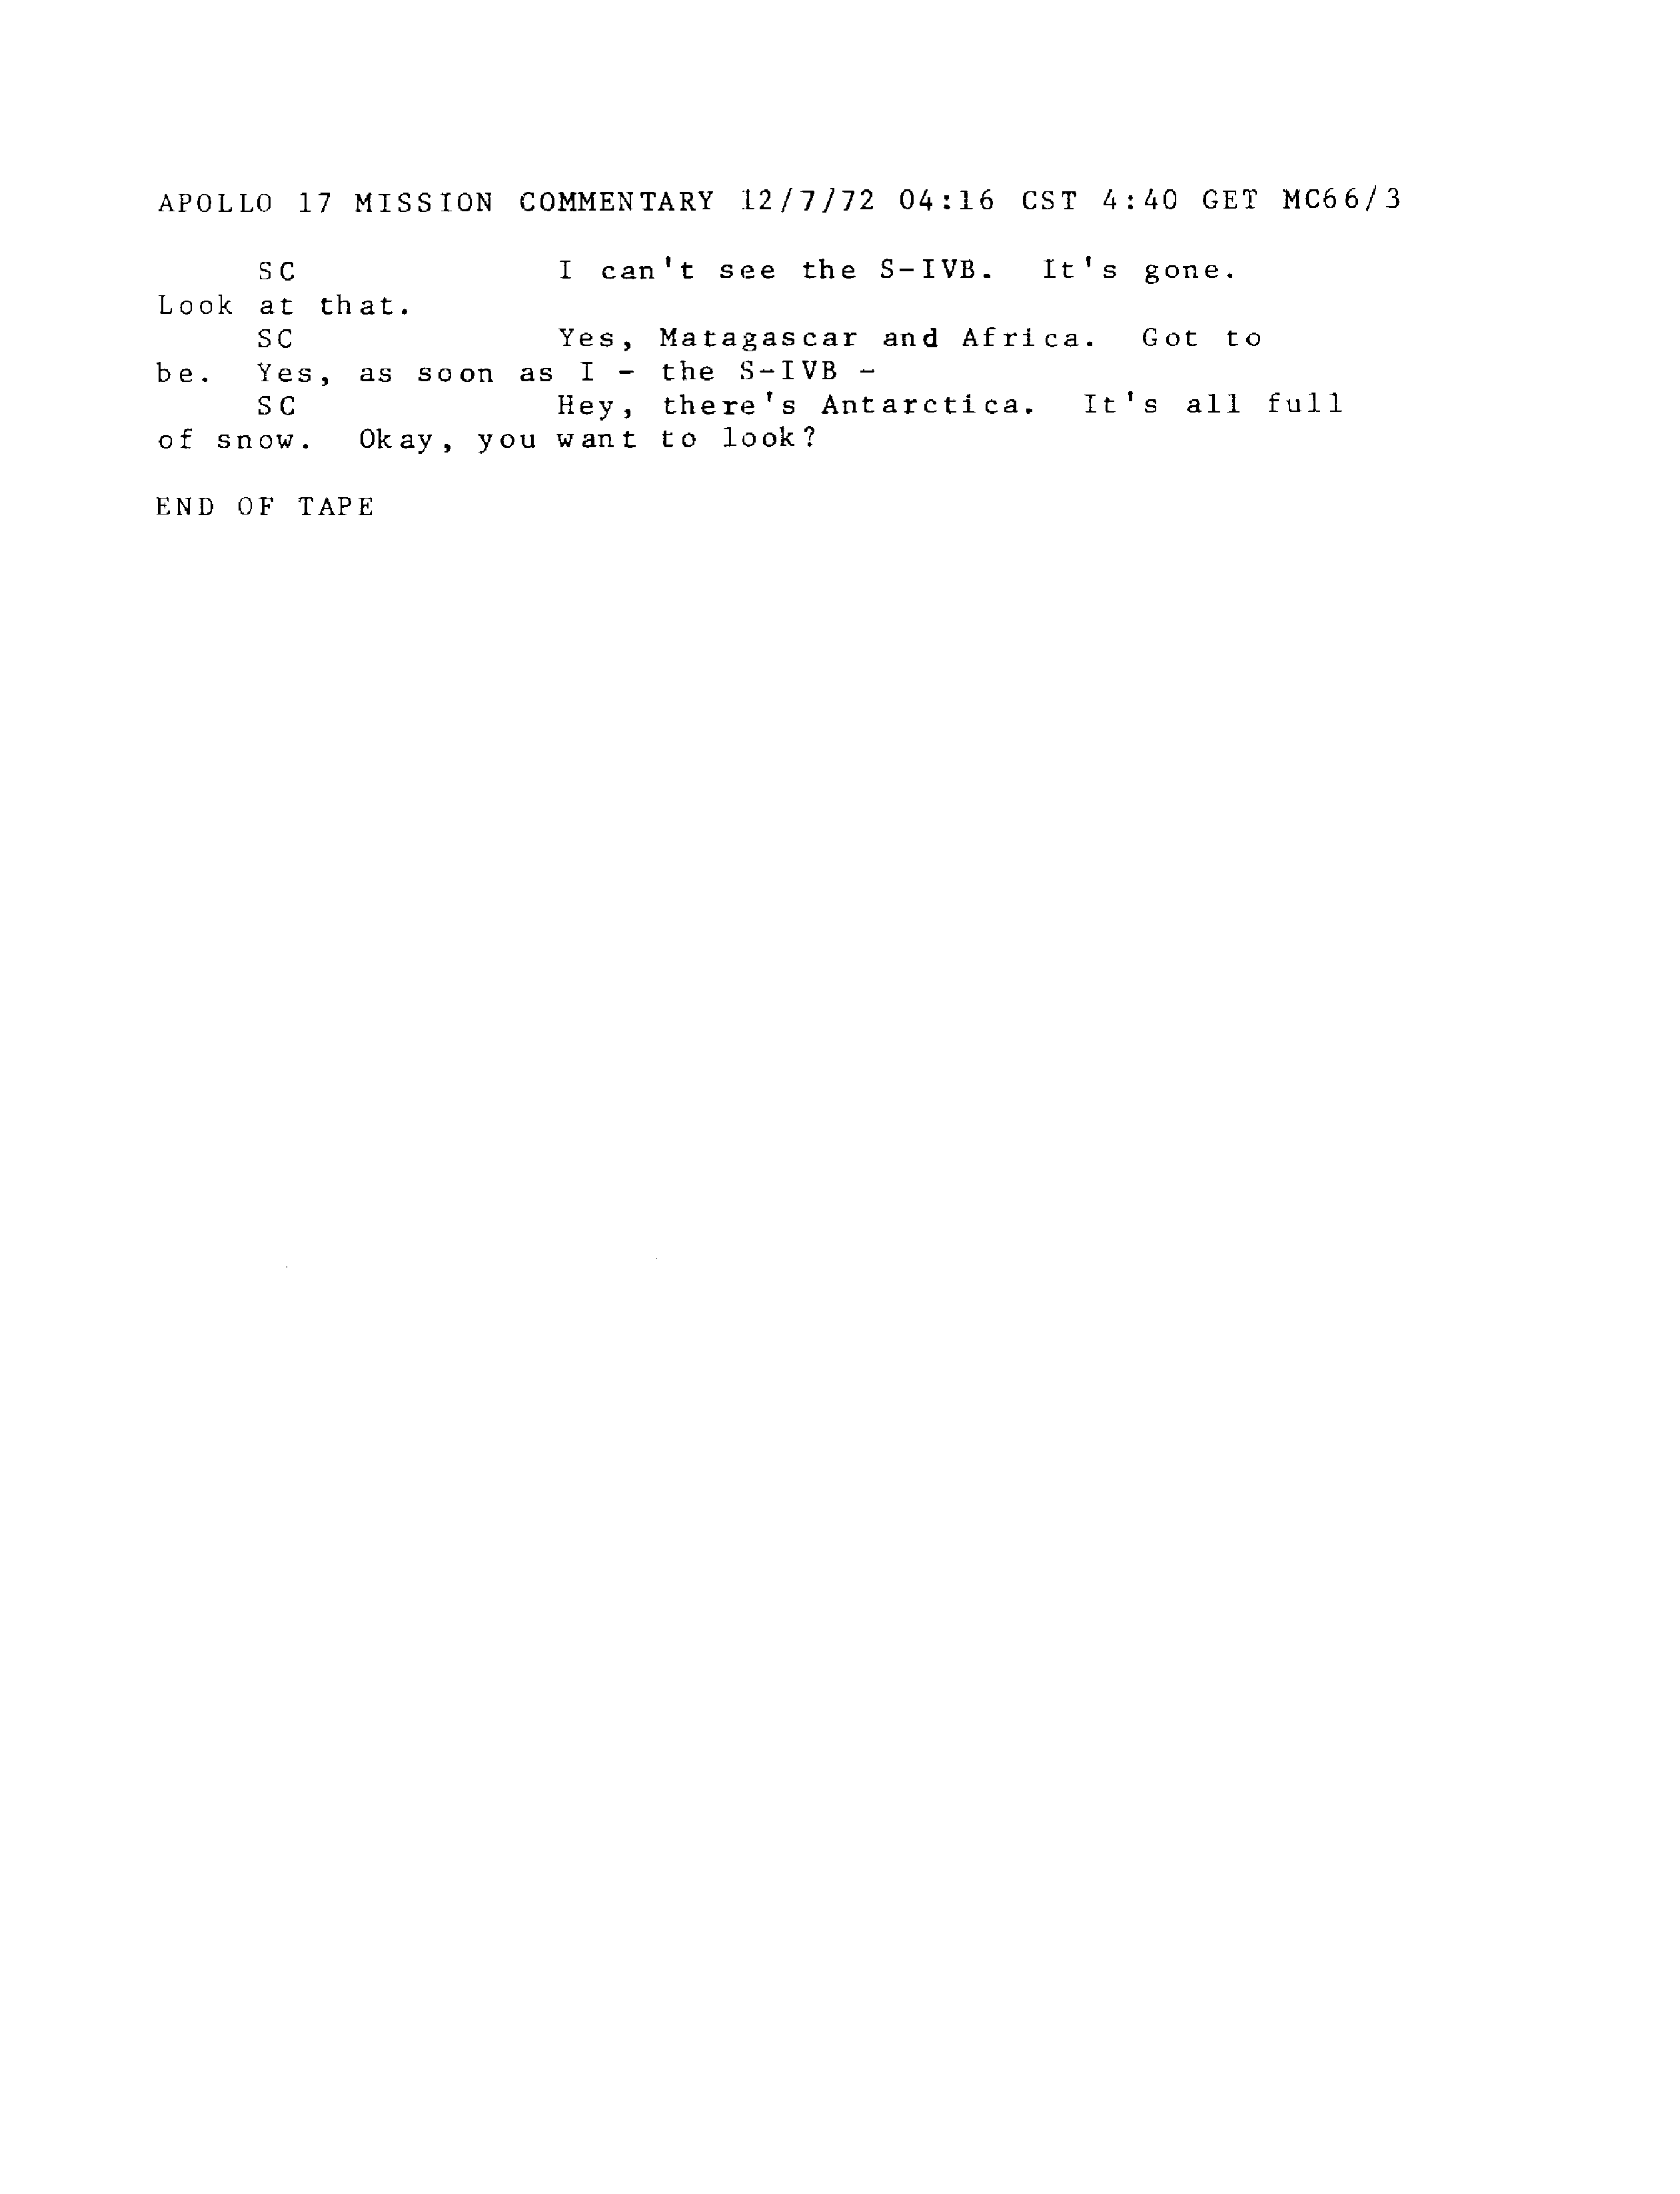 APOLLO 17 MISSION COMMENTARY 12/7/72 04:16 CST 4:40 GET MC66/3
SC I can't see the S-IVB. It's gone.
Look at that.
SC Yes, Matagascar and Africa. Got to
be. Yes, as soon as I - the S-IVB -
SC Hey, there's Antarctica. It's all full
of snow. Okay, you want to look?
END OF TAPE